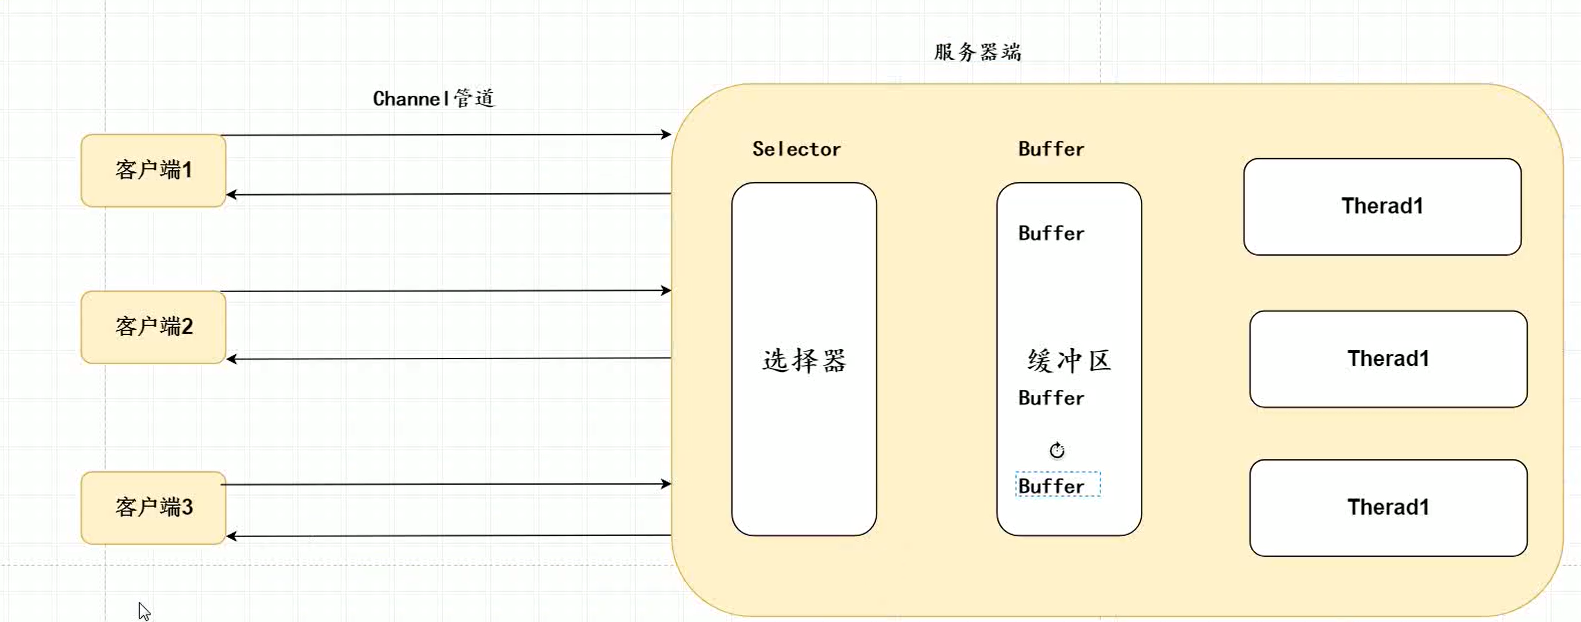 服务器端
Channel管道
客户端1
客户端2
客户端3
Selector
选择器
Buffer
Buffer
缓冲区
Buffer
Buffer
Therad1
Therad1
Therad1